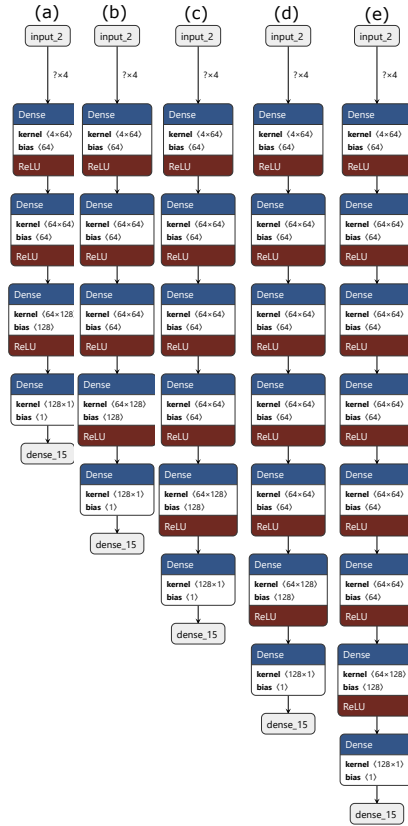 (a)
input_2
?×4
Dense
kernel ⟨4×64⟩
bias ⟨64⟩
ReLU
Dense
kernel ⟨64×64⟩
bias ⟨64⟩
ReLU
Dense
kernel ⟨64×128
bias ⟨128⟩
ReLU
Dense
kernel ⟨128×1⟩
bias ⟨1⟩
dense_15
(b)
input_2
?×4
Dense
kernel ⟨4×64⟩
bias ⟨64⟩
ReLU
Dense
kernel ⟨64×64⟩
bias ⟨64⟩
ReLU
Dense
kernel ⟨64×64⟩
bias ⟨64⟩
ReLU
Dense
kernel ⟨64×128⟩
bias ⟨128⟩
ReLU
Dense
kernel ⟨128×1⟩
bias ⟨1⟩
dense_15
(c)
input_2
?×4
Dense
kernel ⟨4×64⟩
bias ⟨64⟩
ReLU
Dense
kernel ⟨64×64⟩
bias ⟨64⟩
ReLU
Dense
kernel ⟨64×64⟩
bias ⟨64⟩
ReLU
Dense
kernel ⟨64×64⟩
bias ⟨64⟩
ReLU
Dense
kernel ⟨64×128⟩
bias ⟨128⟩
ReLU
Dense
kernel ⟨128×1⟩
bias ⟨1⟩
dense_15
(d)
input_2
?×4
Dense
kernel ⟨4×64⟩
bias ⟨64⟩
ReLU
Dense
kernel ⟨64×64⟩
bias ⟨64⟩
ReLU
Dense
kernel ⟨64×64⟩
bias ⟨64⟩
ReLU
Dense
kernel ⟨64×64⟩
bias ⟨64⟩
ReLU
Dense
kernel ⟨64×64⟩
bias ⟨64⟩
ReLU
Dense
kernel ⟨64×128⟩
bias ⟨128⟩
ReLU
Dense
kernel ⟨128×1⟩
bias ⟨1⟩
dense_15
(e)
input_2
?×4
Dense
kernel ⟨4×64⟩
bias ⟨64⟩
ReLU
Dense
kernel ⟨64×64⟩
bias ⟨64⟩
ReLU
Dense
kernel ⟨64×64⟩
bias ⟨64⟩
ReLU
Dense
kernel ⟨64×64⟩
bias ⟨64⟩
ReLU
Dense
kernel ⟨64×64⟩
bias ⟨64⟩
ReLU
Dense
kernel ⟨64×64⟩
bias ⟨64⟩
ReLU
Dense
kernel ⟨64×128⟩
bias ⟨128⟩
ReLU
Dense
kernel ⟨128×1⟩
bias ⟨1⟩
dense_15